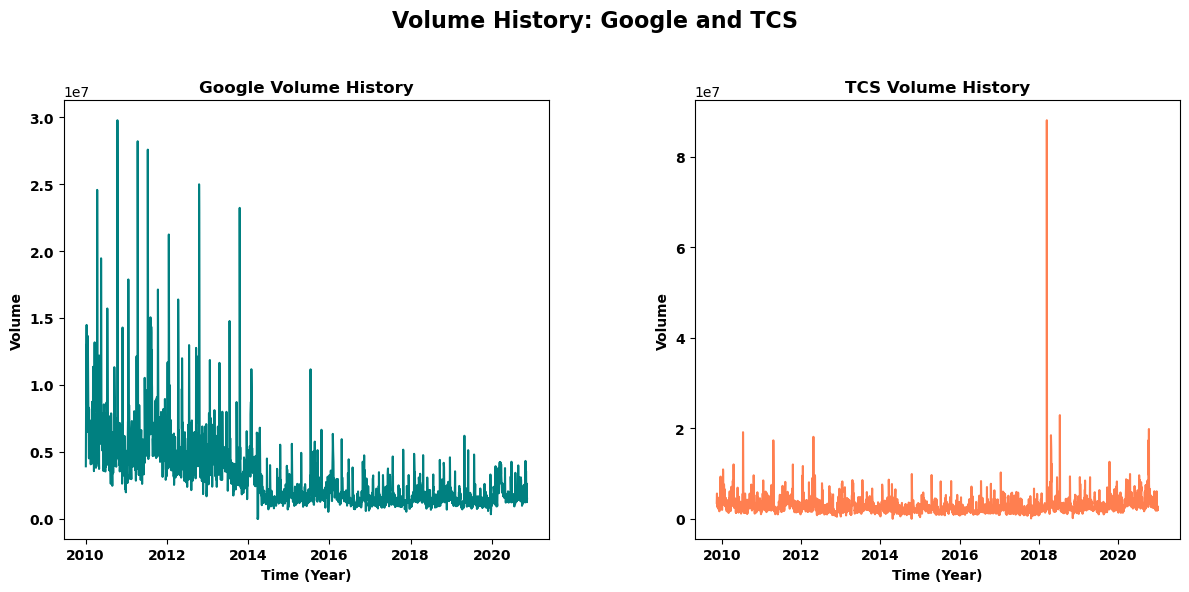 Volume History: Google and TCS
Google Volume History
1e7
3.0
2.5
2.0
1.5
1.0
0.5
0.0
Volume
2010 2012 2014 2016 2018 2020
Time (Year)
TCS Volume History
1e7
8
6
4
2
0
Volume
2010 2012 2014 2016 2018 2020
Time (Year)